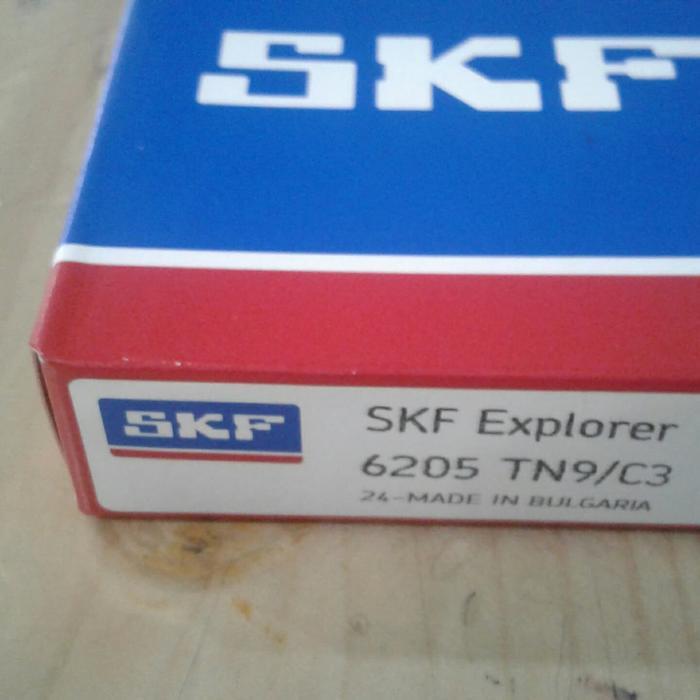 SKF
SKF
SKF Explorer
6205 TN9/C3
24-MADE IN BULGARIA